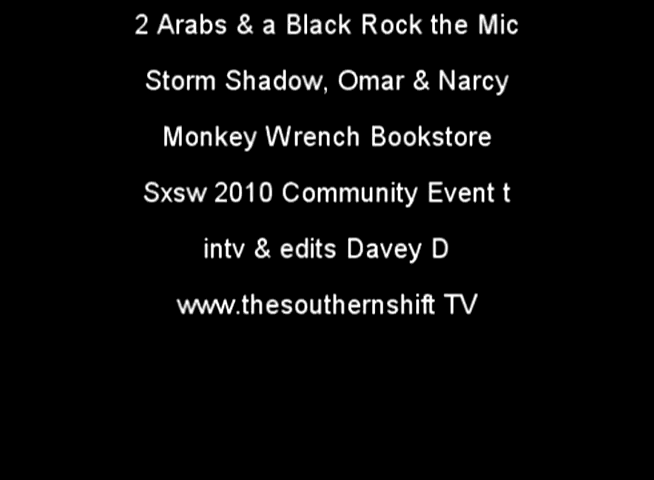 2 Arabs & a Black Rock the Mic
Storm Shadow, Omar & Narcy
Monkey Wrench Bookstore
Sxsw 2010 Community Event t
intv & edits Davey D
www.thesouthernshift TV